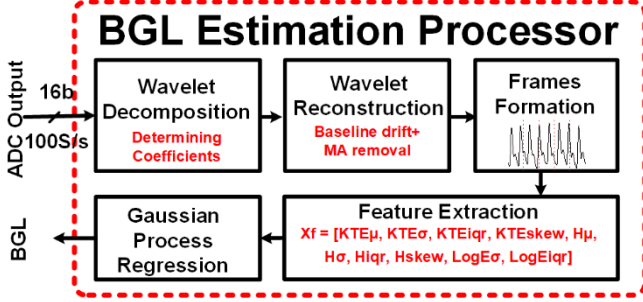 BGL Estimation Processor
ADC Output
16b
100S/s
Wavelet
Decomposition
Determining
Coefficients
Wavelet
Reconstruction
Baseline drift+
MA removal
Frames
Formation
Feature Extraction
Xf = [KTEμ, KTEσ, KTEiqr, KTEskew, Hμ,
Hσ, Hiqr, Hskew, LogEσ, LogEiqr]
Gaussian
Process
Regression
BGL